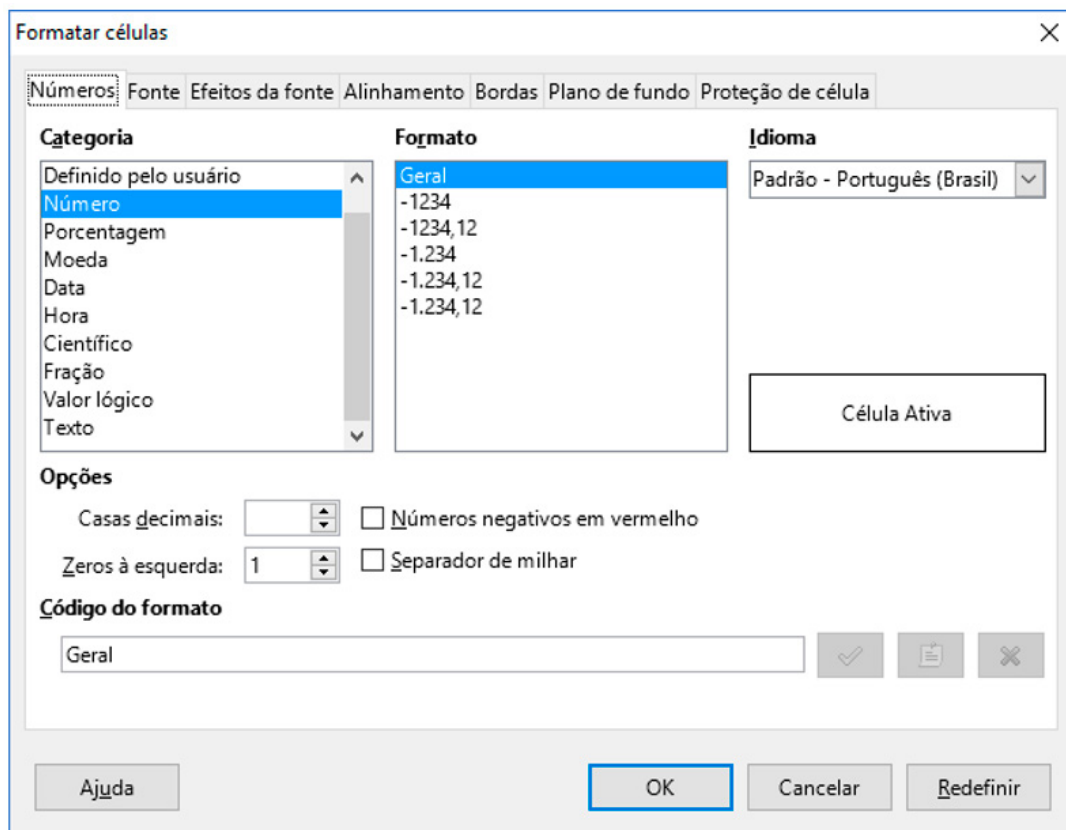 Formatar células
Números Fonte Efeitos da fonte Alinhamento Bordas Plano de fundo Proteção de célula
Categoria
Definido pelo usuário
Número
Porcentagem
Moeda
Data
Hora
Científico
Fração
Valor lógico
Texto
Formato
Geral
-1234
-1234,12
-1.234
-1.234,12
-1.234,12
Idioma
Padrão - Português (Brasil)
Célula Ativa
Opções
Casas decimais:
Números negativos em vermelho
Zeros à esquerda: 1
Separador de milhar
Código do formato
Geral
Ajuda OK Cancelar Redefinir